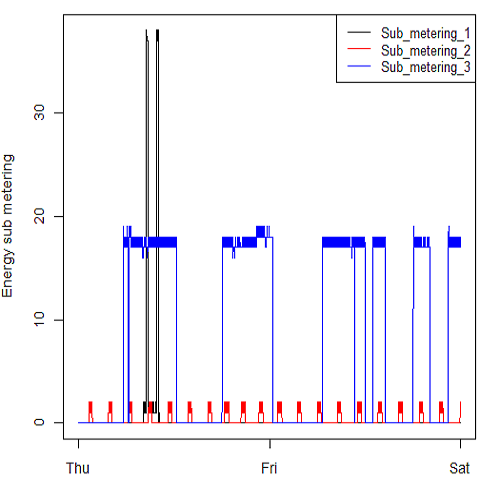 Sub_metering_1
Sub_metering_2
Sub_metering_3
Energy sub metering
30
20
10
0
Thu Fri Sat